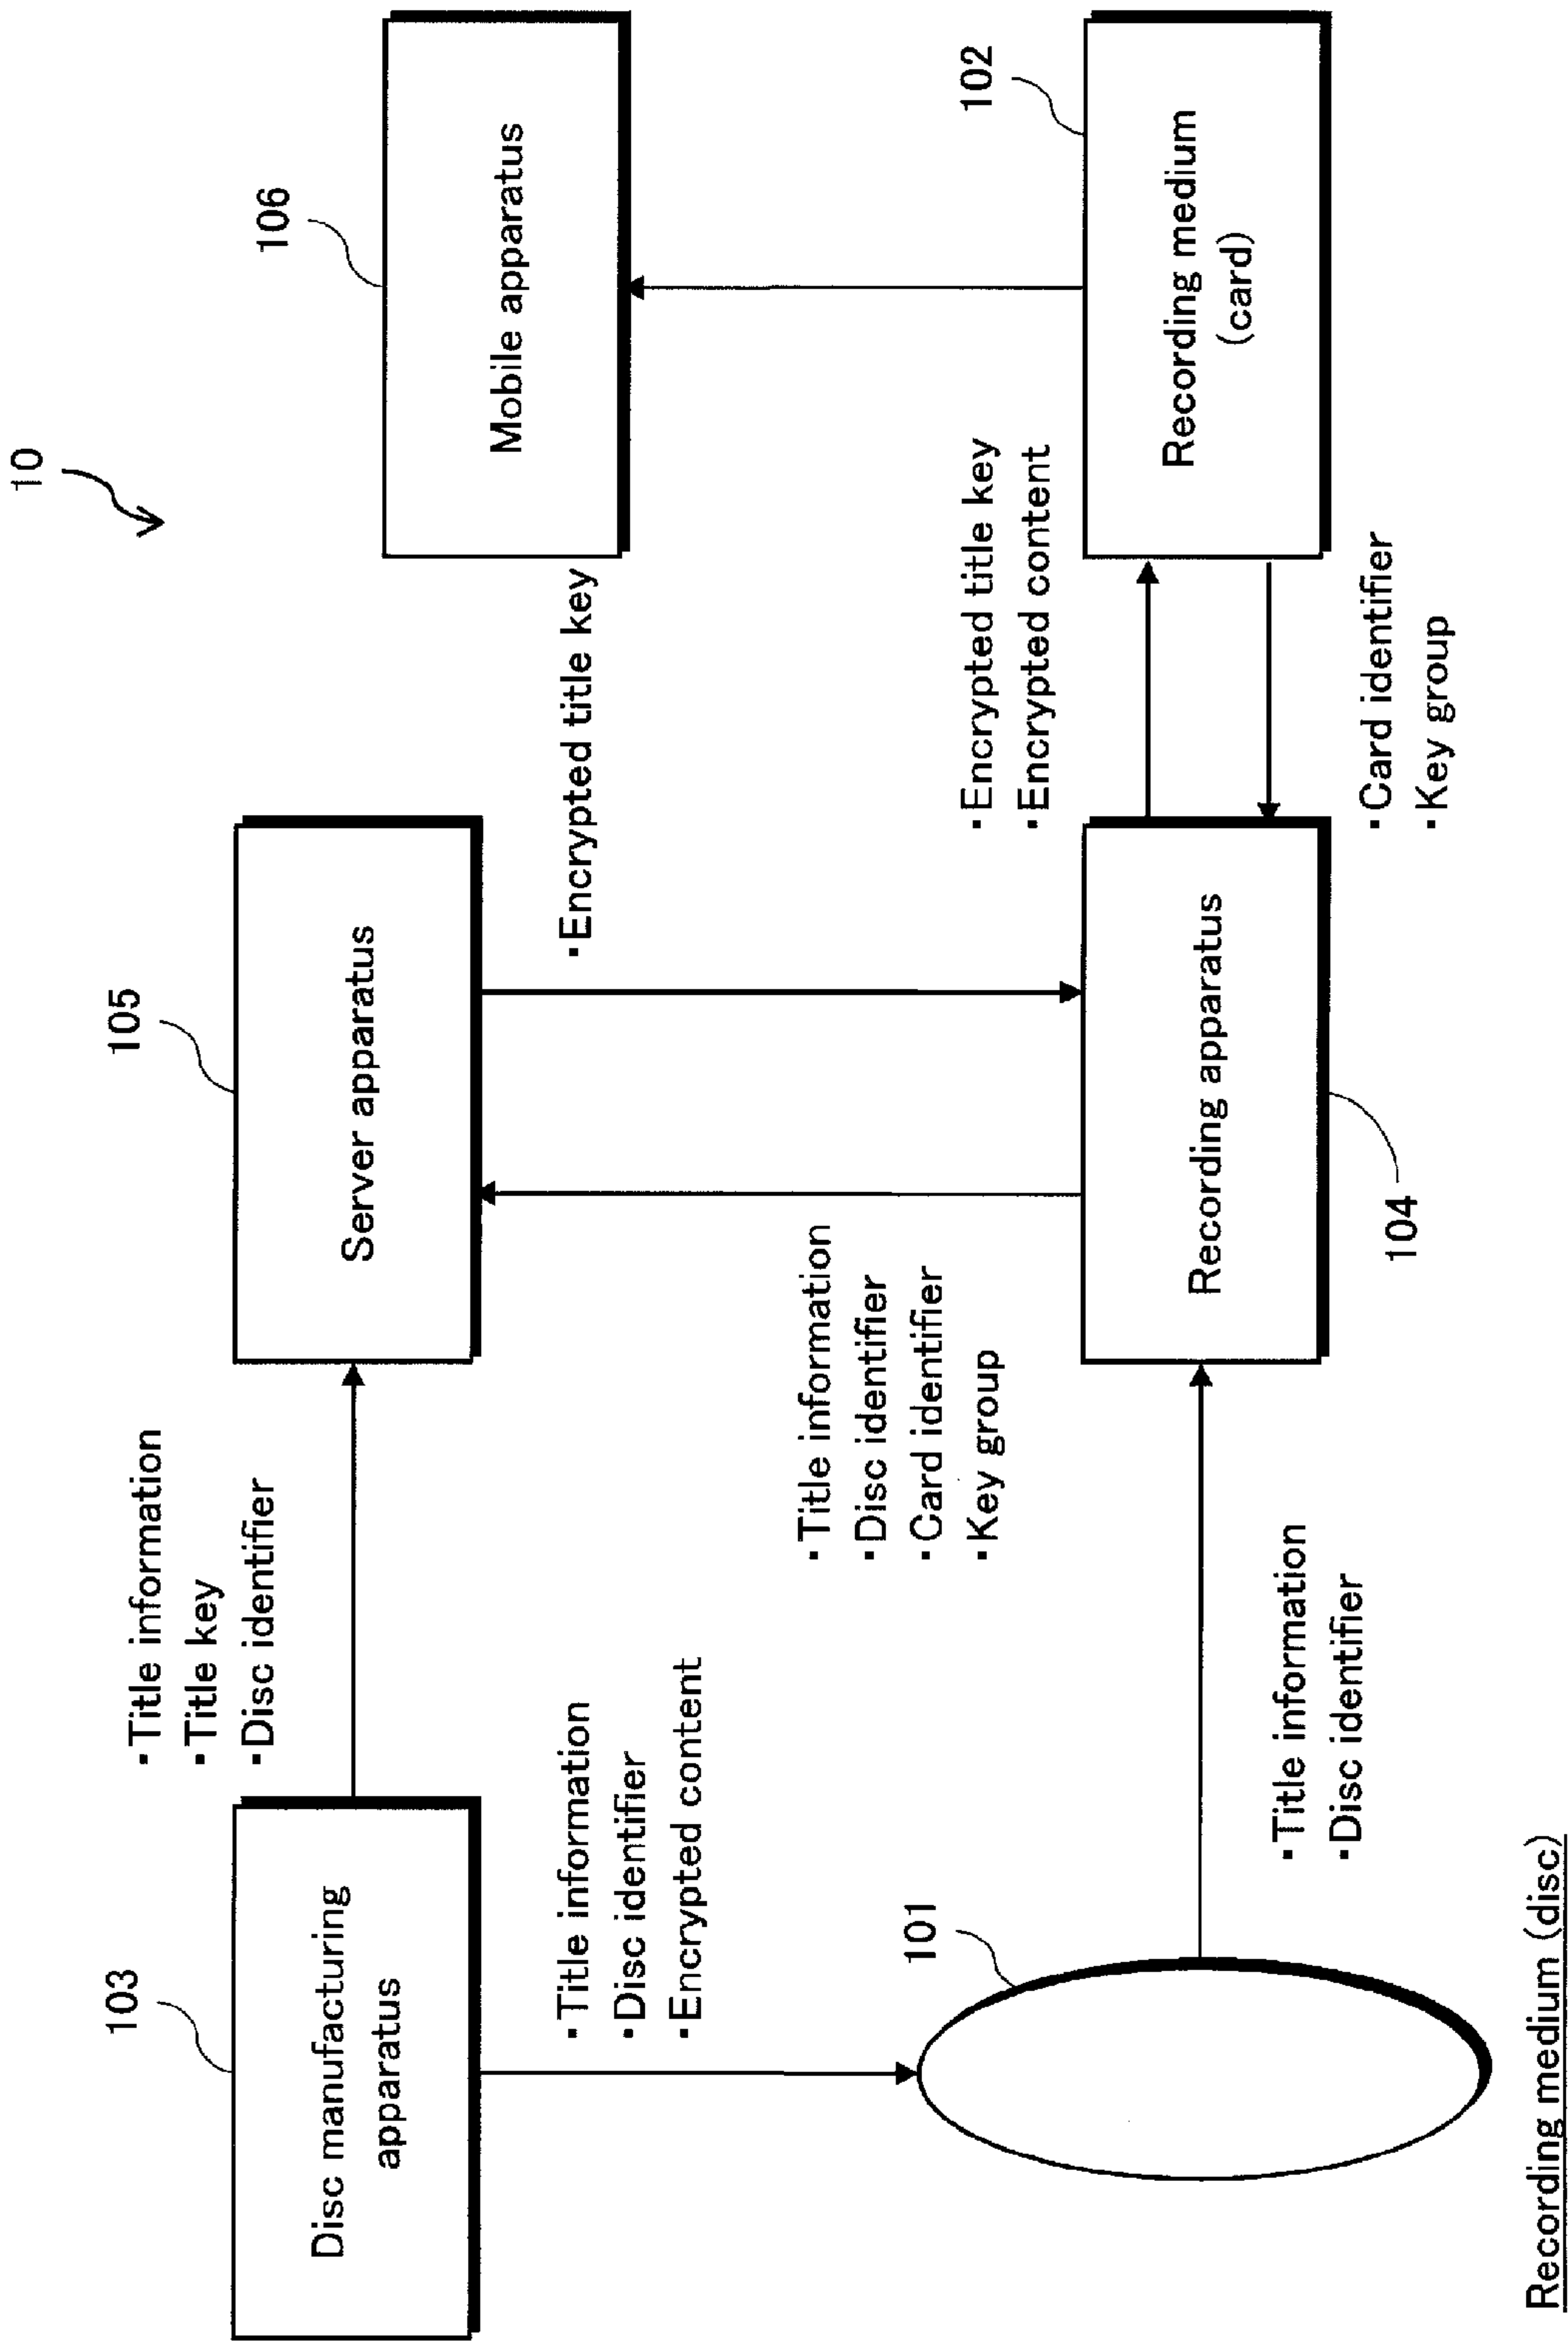 10
103
Disc manufacturing
apparatus
・Title information
・Title key
・Disc identifier
105
Server apparatus
106
Mobile apparatus
・Title information
・Disc identifier
・Encrypted content
・Encrypted title key
・Title information
・Disc identifier
・Card identifier
・Key group
・Encrypted title key
・Encrypted content
101
102
・Title information
・Disc identifier
Recording apparatus
104
Recording medium
(card)
・Card identifier
・Key group
Recording medium (disc)